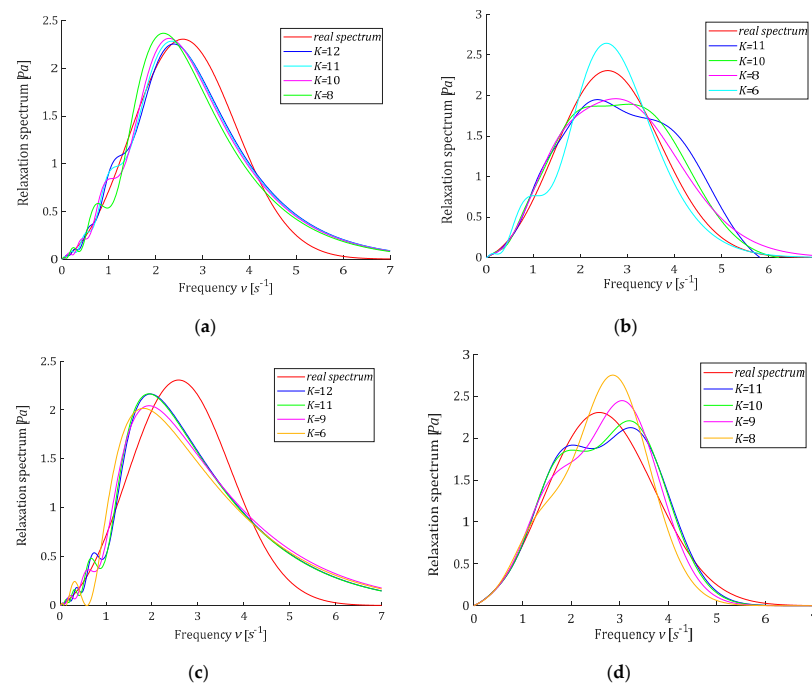 2.5
2
1.5
1
0.5
0
Relaxation spectrum [Pa]
real spectrum
K=12
K=11
K=10
K=8
0 1 2 3 4 5 6 7
Frequency v [s⁻¹]
(a)
3
2.5
2
1.5
1
0.5
0
Relaxation spectrum [Pa]
real spectrum
K=11
K=10
K=8
K=6
0 1 2 3 4 5 6
Frequency v [s⁻¹]
(b)
2.5
2
1.5
1
0.5
0
Relaxation spectrum [Pa]
real spectrum
K=12
K=11
K=9
K=6
0 1 2 3 4 5 6 7
Frequency v [s⁻¹]
(c)
3
2.5
2
1.5
1
0.5
0
Relaxation spectrum [Pa]
real spectrum
K=11
K=10
K=9
K=8
0 1 2 3 4 5 6
Frequency v [s⁻¹]
(d)